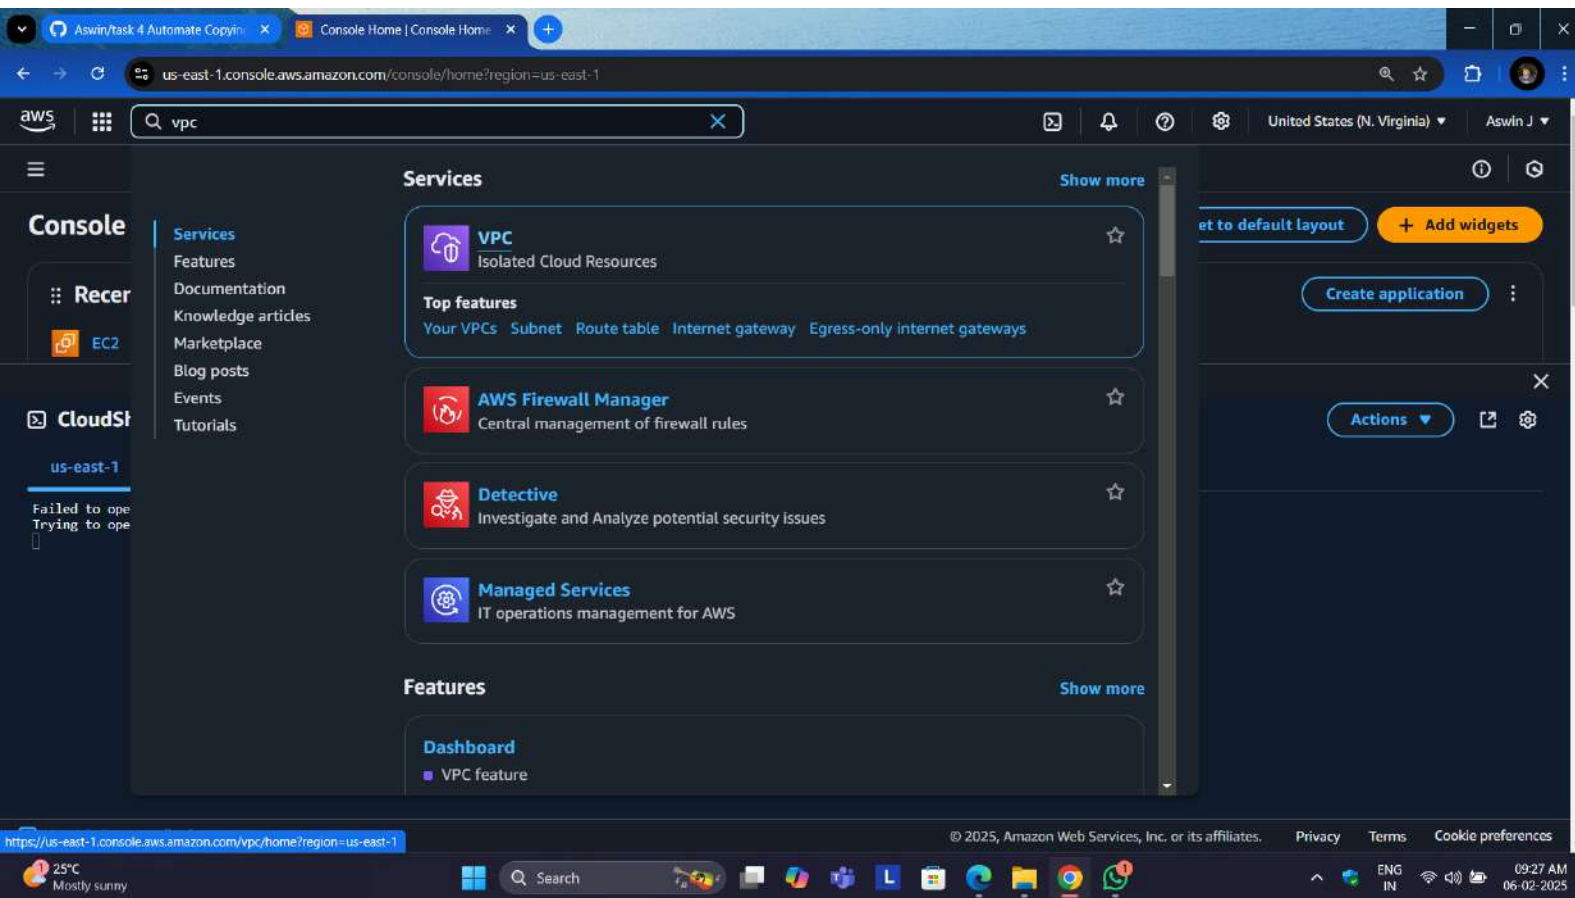 Aswin/task 4 Automate Copyin
Console Home | Console Home
us-east-1.console.aws.amazon.com/console/home?region=us-east-1
aws
vpc
United States (N. Virginia)
Aswin J
Services
Show more
Console
et to default layout
+ Add widgets
Services
Features
Documentation
Knowledge articles
Marketplace
Blog posts
Events
Tutorials
VPC
Isolated Cloud Resources
Top features
Your VPCs Subnet Route table Internet gateway Egress-only internet gateways
Recer
Create application
EC2
AWS Firewall Manager
Central management of firewall rules
CloudSh
Actions
us-east-1
Detective
Investigate and Analyze potential security issues
Failed to ope
Trying to ope
Managed Services
IT operations management for AWS
Features
Show more
Dashboard
VPC feature
https://us-east-1.console.aws.amazon.com/vpc/home?region=us-east-1
© 2025, Amazon Web Services, Inc. or its affiliates.
Privacy
Terms
Cookie preferences
1
25°C
Mostly sunny
Search
L
1
ENG
IN
09:27 AM
06-02-2025